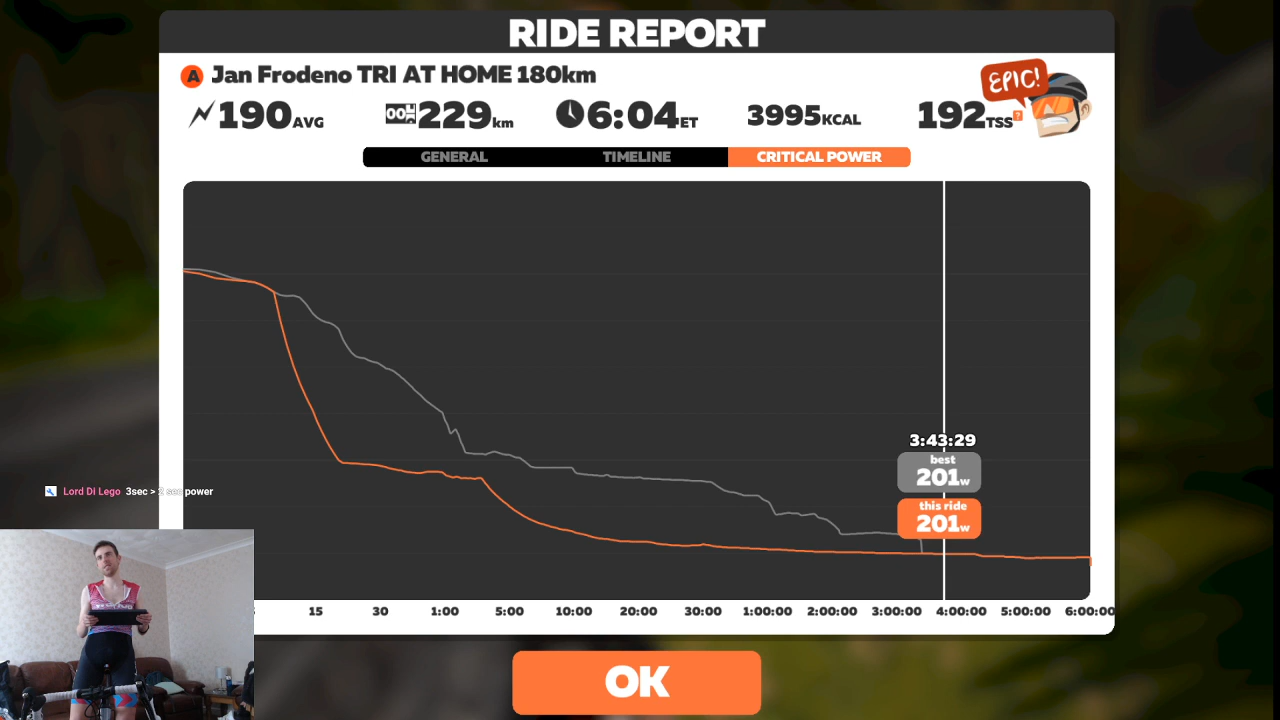 RIDE REPORT
A Jan Frodeno TRI AT HOME 180km
EPIC!
190AVG 229km 6:04ET 3995KCAL 192TSS ?
GENERAL TIMELINE CRITICAL POWER
3:43:29
best
201w
this ride
201w
Lord Di Lego 3sec > 2 sec power
15 30 1:00 5:00 10:00 20:00 30:00 1:00:00 2:00:00 3:00:00 4:00:00 5:00:00 6:00:00
OK